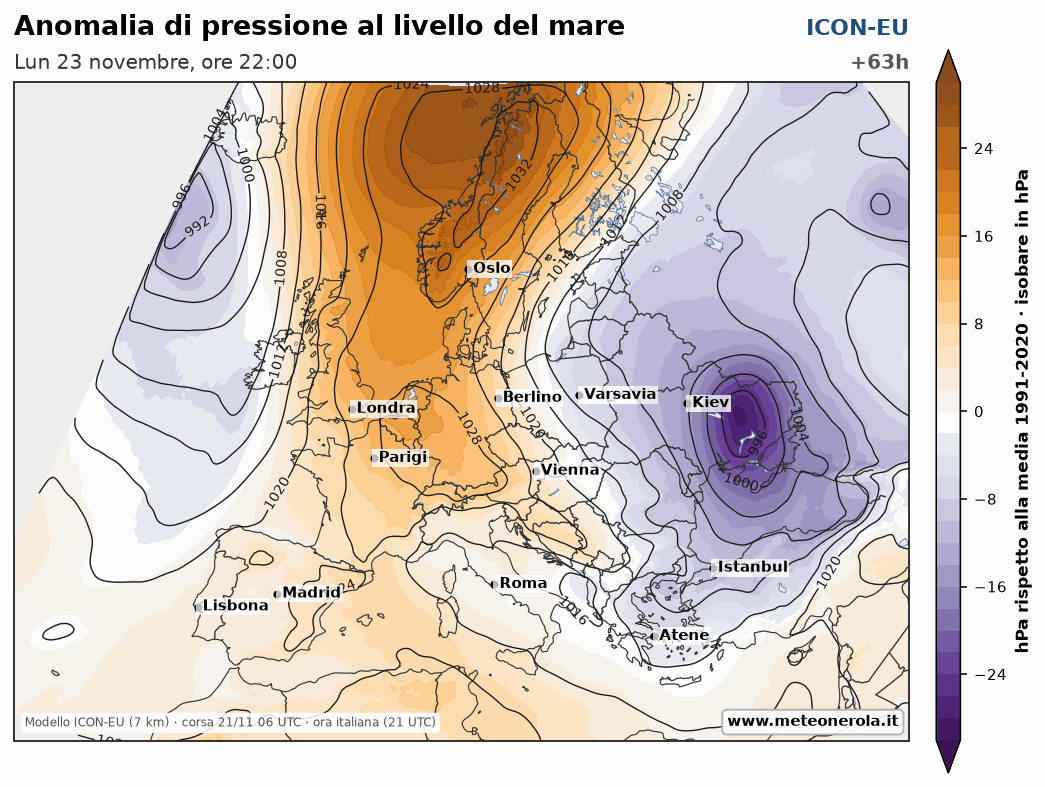 Anomalia di pressione al livello del mare
ICON-EU
Lun 23 novembre, ore 22:00
+63h
1024
1028
1004
1000
996
992
1032
1008
1016
1008
1016
1012
Oslo
Berlino
Varsavia
Kiev
Londra
1028
1020
1004
996
Parigi
Vienna
1000
1020
Istanbul
1020
Roma
Madrid
Lisbona
1016
Atene
Modello ICON-EU (7 km) · corsa 21/11 06 UTC · ora italiana (21 UTC)
www.meteonerola.it
24
16
8
0
−8
−16
−24
hPa rispetto alla media 1991-2020 · isobare in hPa